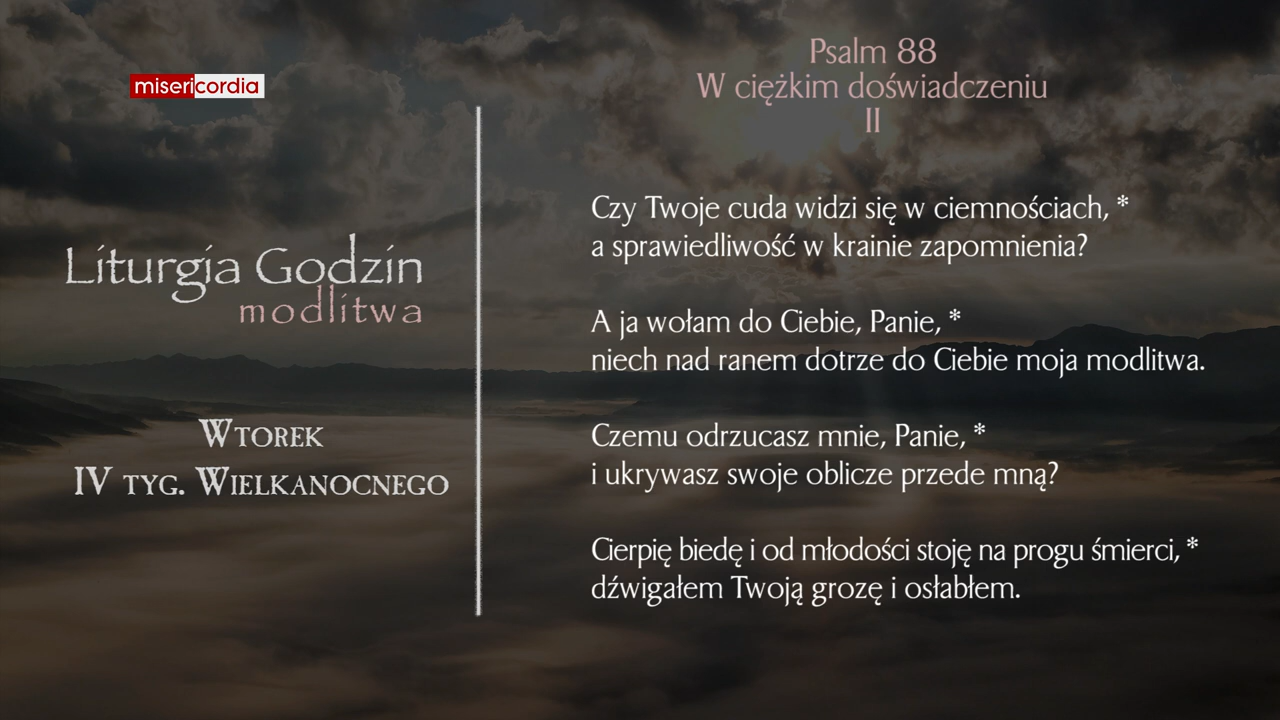 misericordia
Liturgia Godzin
modlitwa
Wtorek
IV tyg. Wielkanocnego
Psalm 88
W ciężkim doświadczeniu
II
Czy Twoje cuda widzi się w ciemnościach, *
a sprawiedliwość w krainie zapomnienia?
A ja wołam do Ciebie, Panie, *
niech nad ranem dotrze do Ciebie moja modlitwa.
Czemu odrzucasz mnie, Panie, *
i ukrywasz swoje oblicze przede mną?
Cierpię biedę i od młodości stoję na progu śmierci, *
dźwigałem Twoją grozę i osłabłem.